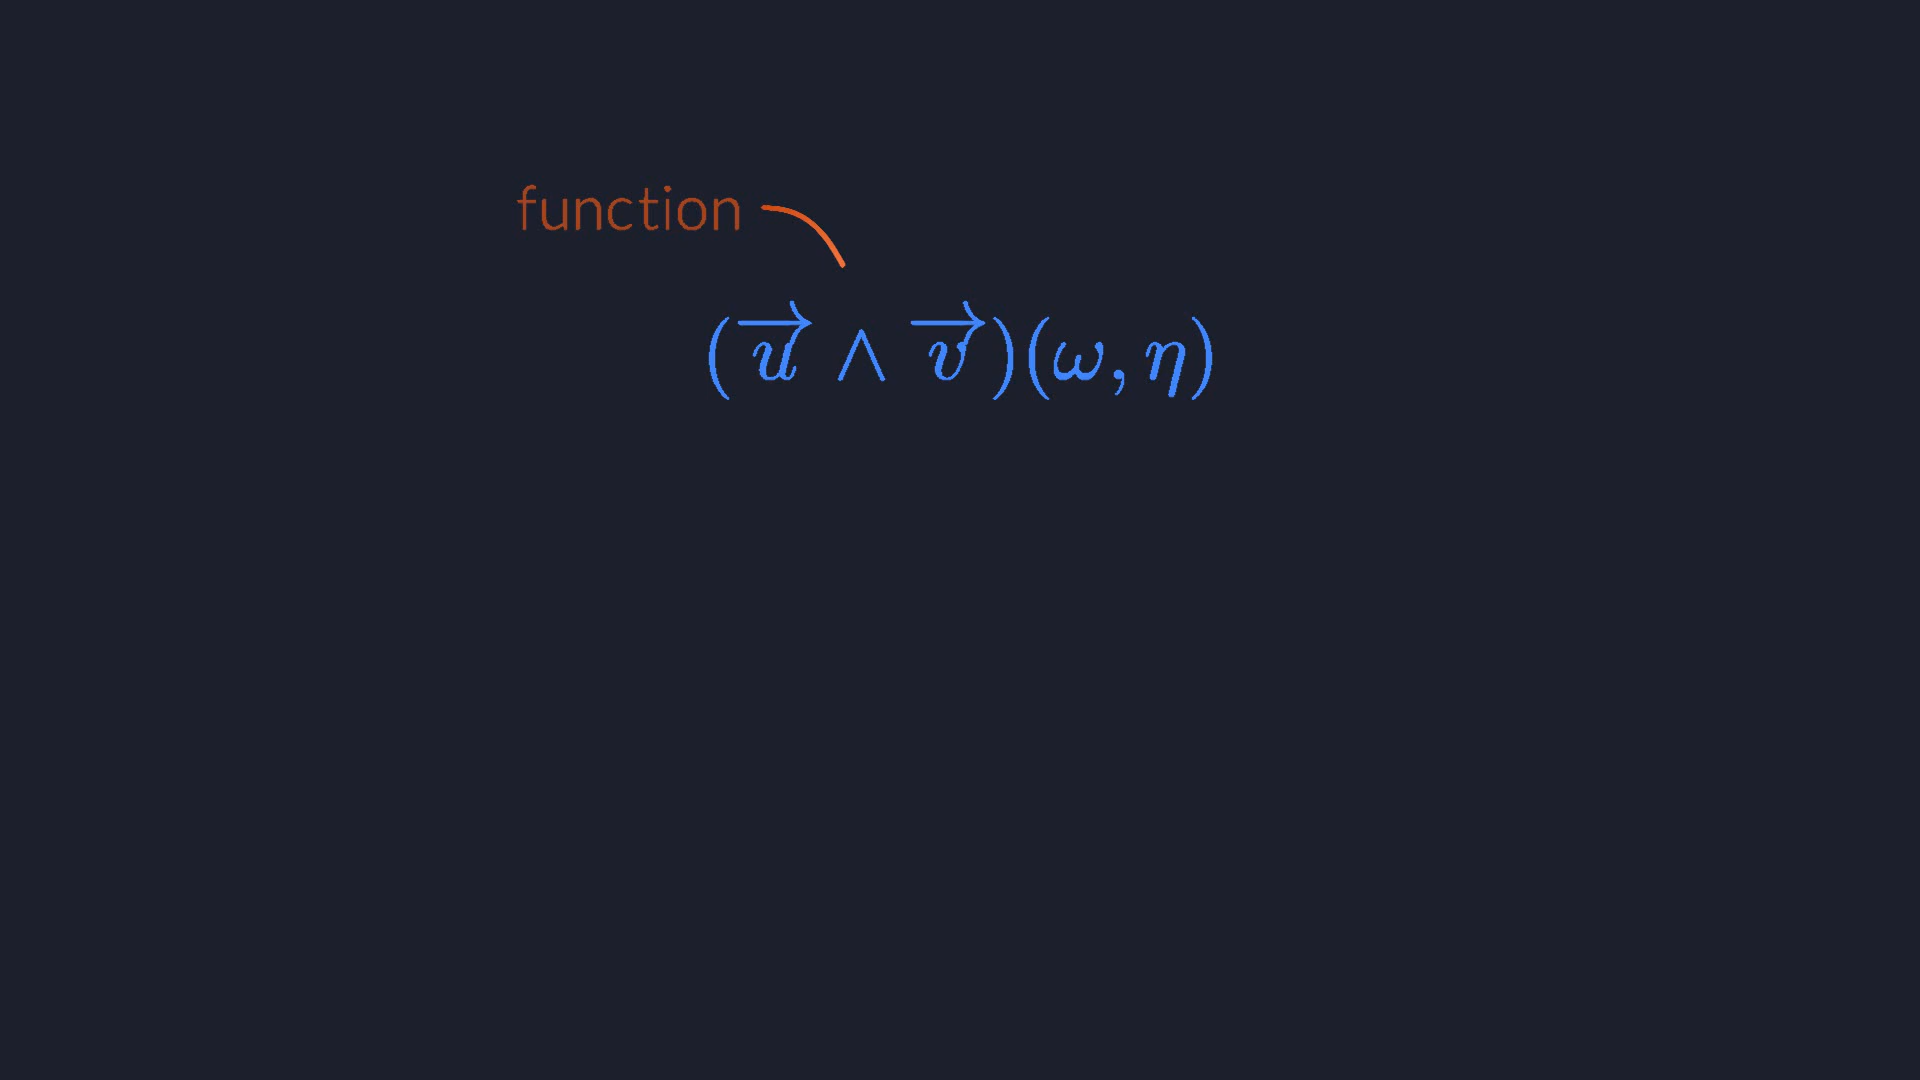 function
(u⃗ ∧ v⃗)(ω, η)